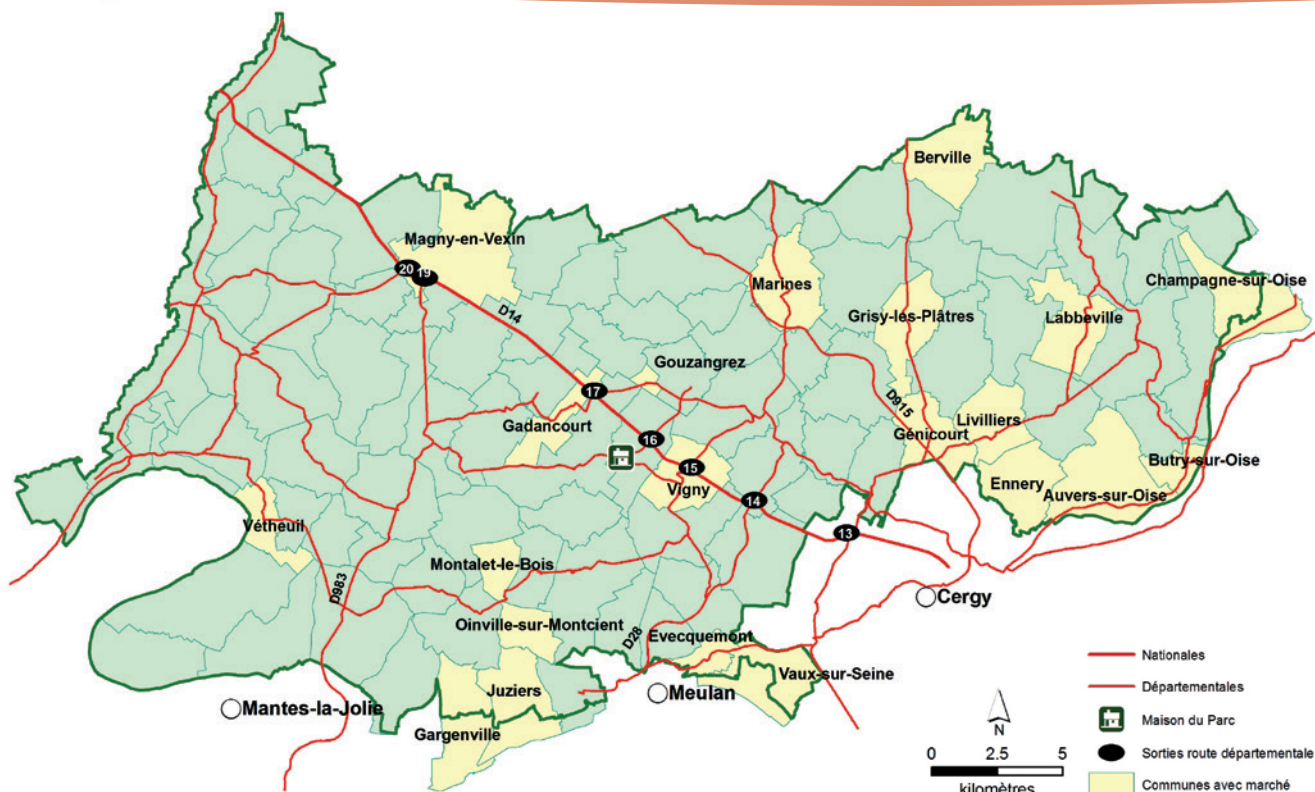 Berville
Magny-en-Vexin
20
19
Marines
Champagne-sur-Oise
Grisy-les-Plâtres
Labbeville
D14
Gouzangrez
17
D915
Gadancourt
Livilliers
Génicourt
16
15
Vigny
Ennery
Butry-sur-Oise
Auvers-sur-Oise
14
13
Vétheuil
Montalet-le-Bois
D983
Cergy
Oinville-sur-Montcient
D28
Evecquemont
Vaux-sur-Seine
Juziers
Meulan
Mantes-la-Jolie
Gargenville
N
0 2.5 5
kilomètres
Nationales
Départementales
Maison du Parc
Sorties route départementale
Communes avec marché